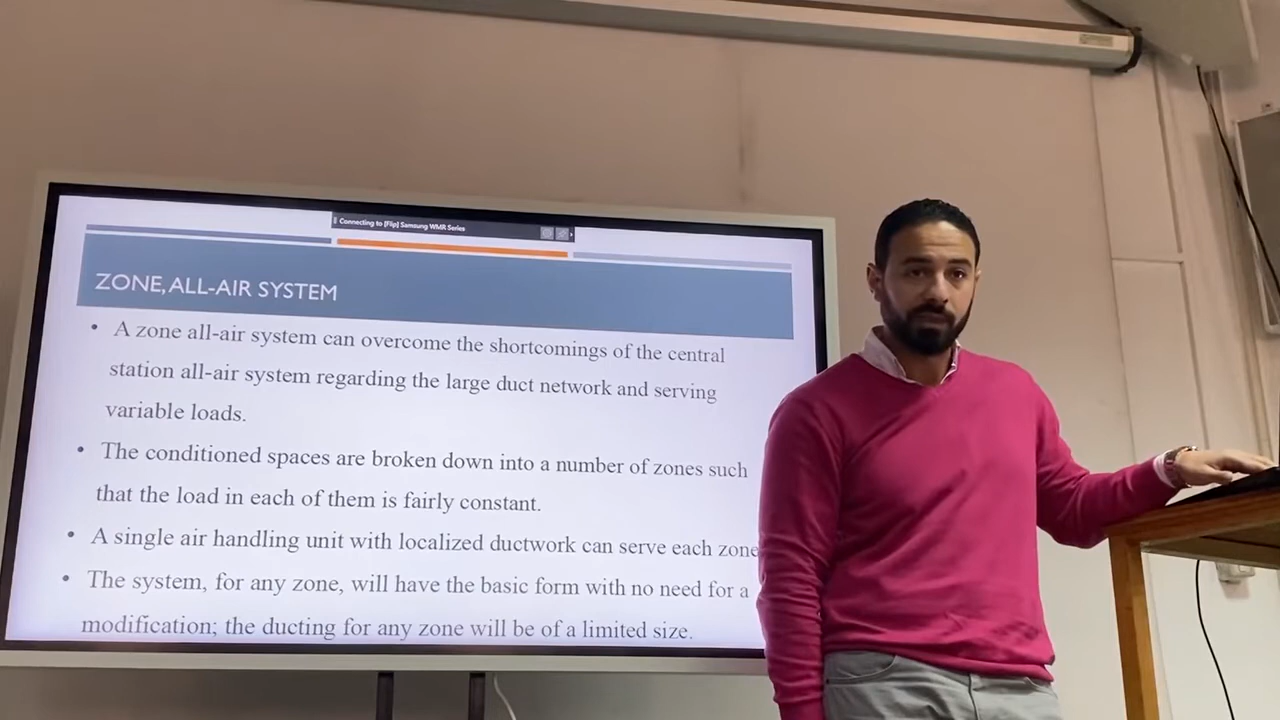 Connecting to [Flip] Samsung WMR Series
ZONE, ALL-AIR SYSTEM
• A zone all-air system can overcome the shortcomings of the central
station all-air system regarding the large duct network and serving
variable loads.
• The conditioned spaces are broken down into a number of zones such
that the load in each of them is fairly constant.
• A single air handling unit with localized ductwork can serve each zone
• The system, for any zone, will have the basic form with no need for a
modification; the ducting for any zone will be of a limited size.